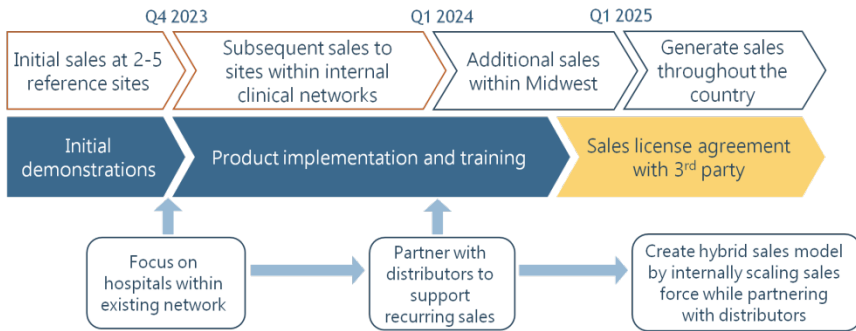 Q4 2023
Q1 2024
Q1 2025
Initial sales at 2-5
reference sites
Subsequent sales to
sites within internal
clinical networks
Additional sales
within Midwest
Generate sales
throughout the
country
Initial
demonstrations
Product implementation and training
Sales license agreement
with 3rd party
Focus on
hospitals within
existing network
Partner with
distributors to
support
recurring sales
Create hybrid sales model
by internally scaling sales
force while partnering
with distributors